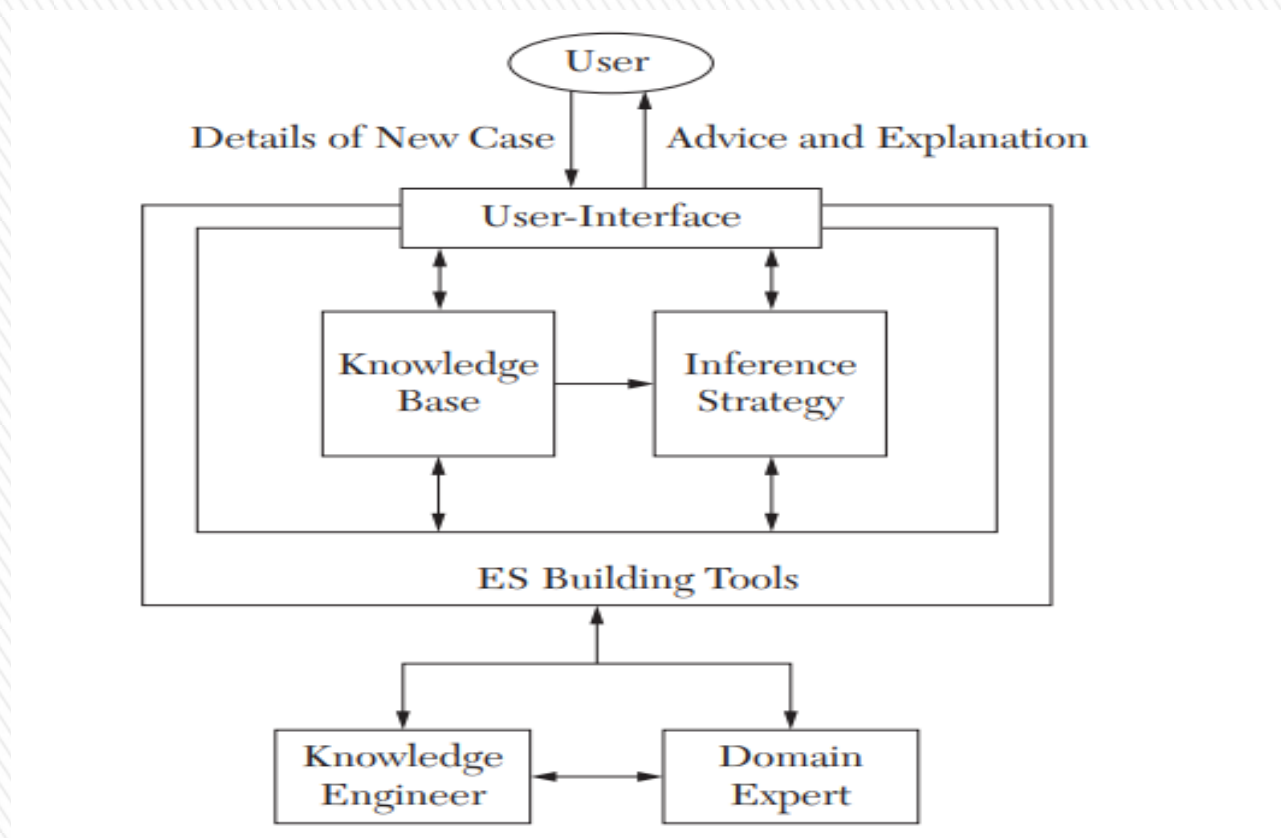 User
Details of New Case
Advice and Explanation
User-Interface
Knowledge
Base
Inference
Strategy
ES Building Tools
Knowledge
Engineer
Domain
Expert